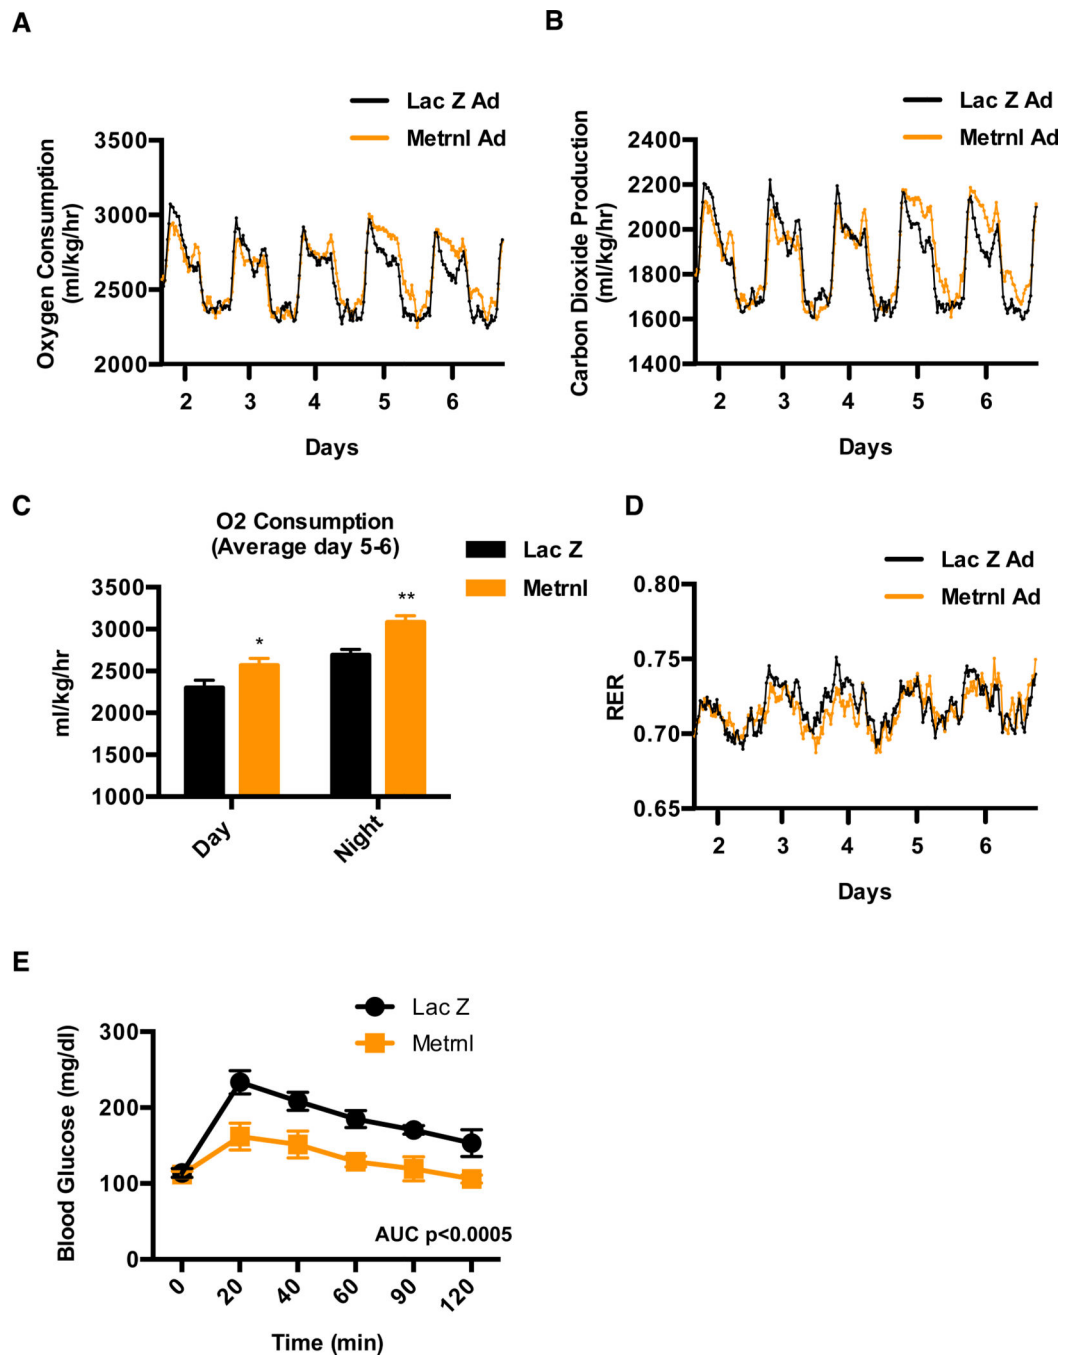 A
Lac Z Ad
Metrnl Ad
Oxygen Consumption
(ml/kg/hr)
3500
3000
2500
2000
2
3
4
5
6
Days
B
Lac Z Ad
Metrnl Ad
Carbon Dioxide Production
(ml/kg/hr)
2400
2200
2000
1800
1600
1400
2
3
4
5
6
Days
C
O2 Consumption
(Average day 5-6)
Lac Z
Metrnl
ml/kg/hr
3500
3000
2500
2000
1500
1000
*
**
Day
Night
D
Lac Z Ad
Metrnl Ad
RER
0.80
0.75
0.70
0.65
2
3
4
5
6
Days
E
Lac Z
Metrnl
Blood Glucose (mg/dl)
300
200
100
0
AUC p<0.0005
0
20
40
60
90
120
Time (min)